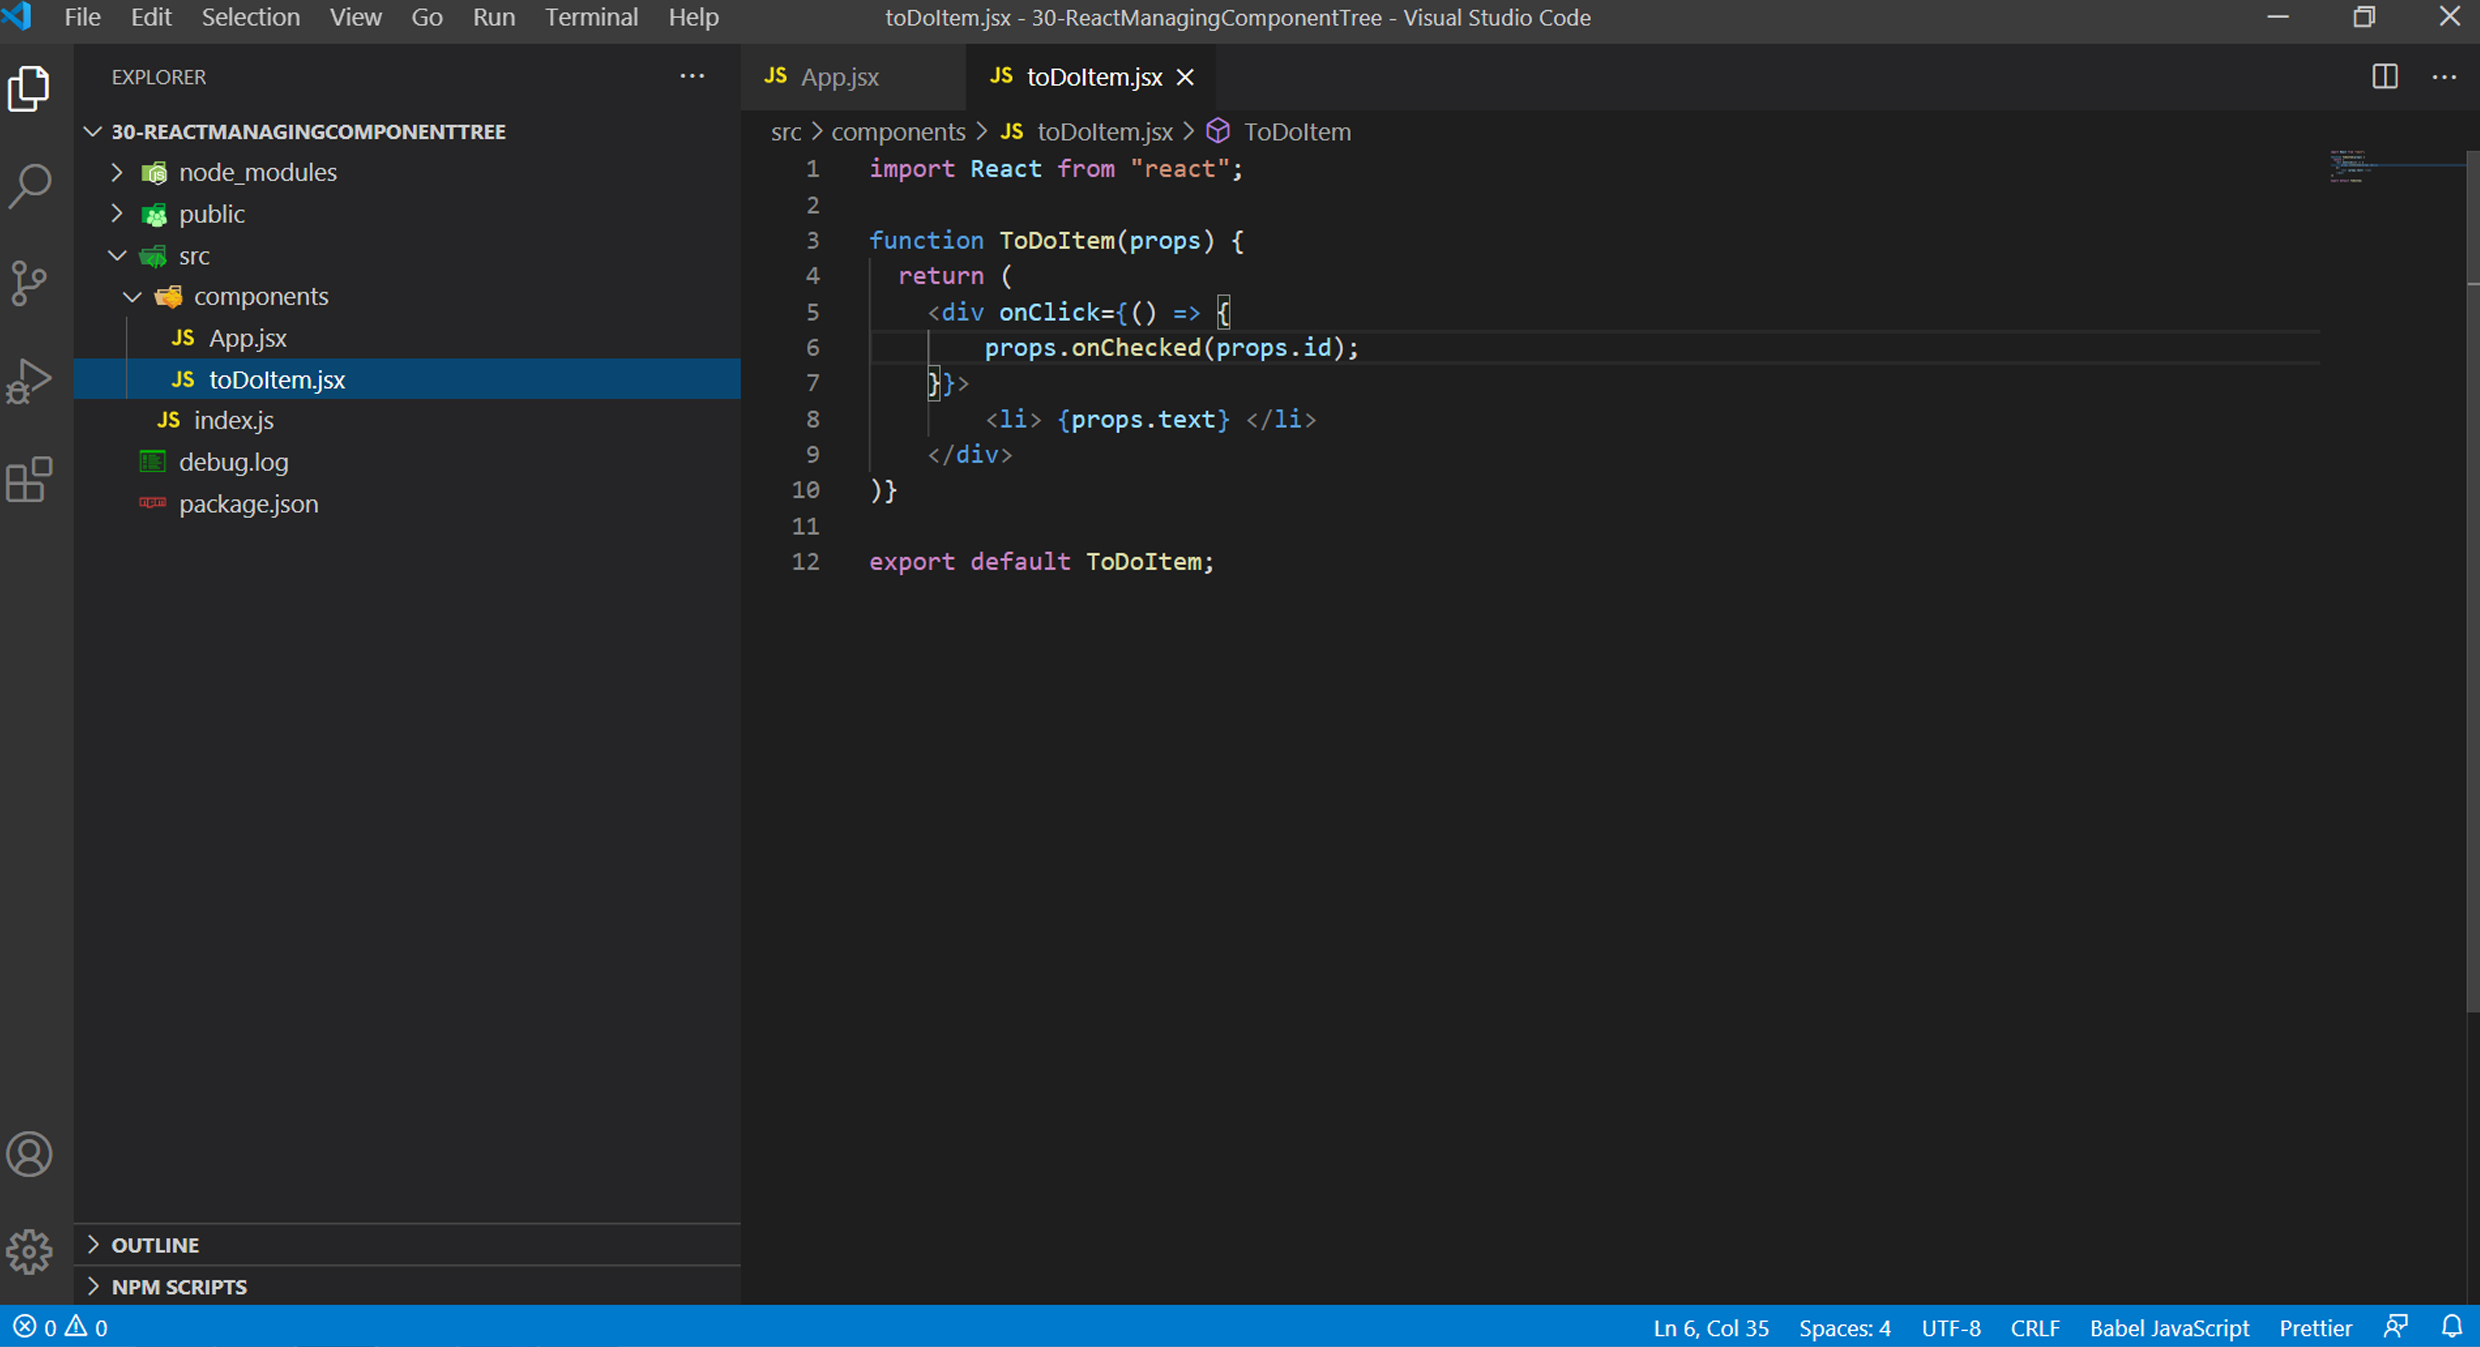 File Edit Selection View Go Run Terminal Help
toDoItem.jsx - 30-ReactManagingComponentTree - Visual Studio Code
EXPLORER
30-REACTMANAGINGCOMPONENTTREE
node_modules
public
src
components
JS App.jsx
JS toDoItem.jsx
JS index.js
debug.log
package.json
OUTLINE
NPM SCRIPTS
JS App.jsx
JS toDoItem.jsx
src > components > JS toDoItem.jsx > ToDoItem
1 import React from "react";
2
3 function ToDoItem(props) {
4 return (
5 <div onClick={() => {
6 props.onChecked(props.id);
7 }}>
8 <li> {props.text} </li>
9 </div>
10 )}
11
12 export default ToDoItem;
0 0
Ln 6, Col 35 Spaces: 4 UTF-8 CRLF Babel JavaScript Prettier